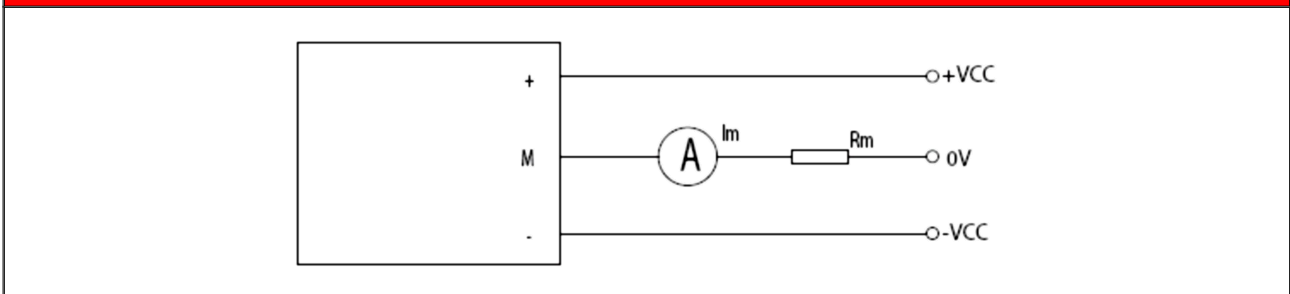 + +VCC
Im
Rm
M A 0V
- -VCC